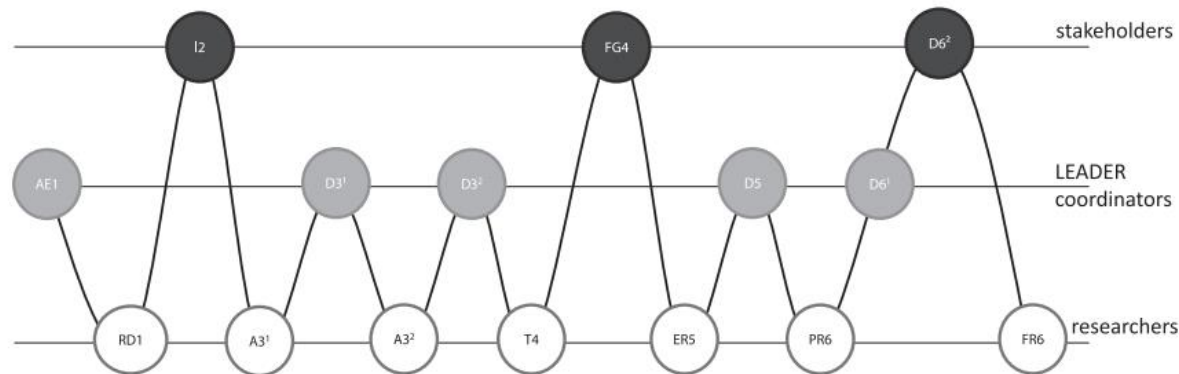 I2
FG4
D6²
stakeholders
AE1
D3¹
D3²
D5
D6¹
LEADER
coordinators
RD1
A3¹
A3²
T4
ER5
PR6
FR6
researchers